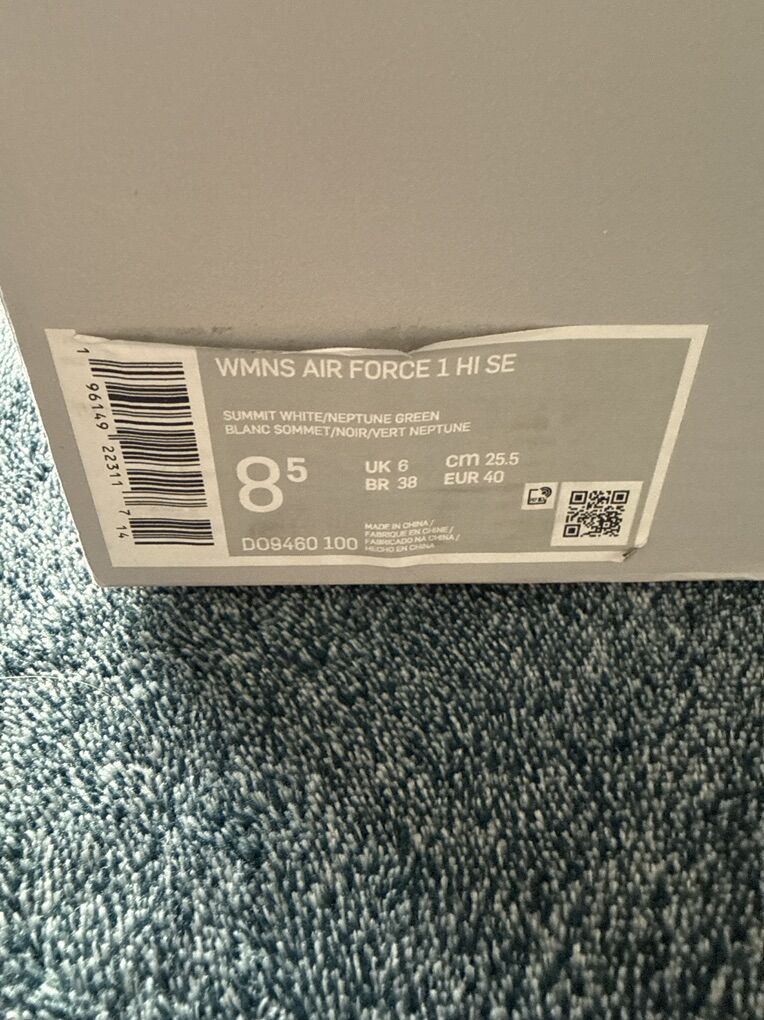 WMNS AIR FORCE 1 HI SE
SUMMIT WHITE/NEPTUNE GREEN
BLANC SOMMET/NOIR/VERT NEPTUNE
8 5
UK 6 cm 25.5
BR 38 EUR 40
DO9460 100
MADE IN CHINA /
FABRIQUE EN CHINE /
FABRICADO NA CHINA /
HECHO EN CHINA
1 96149 22311 7 14